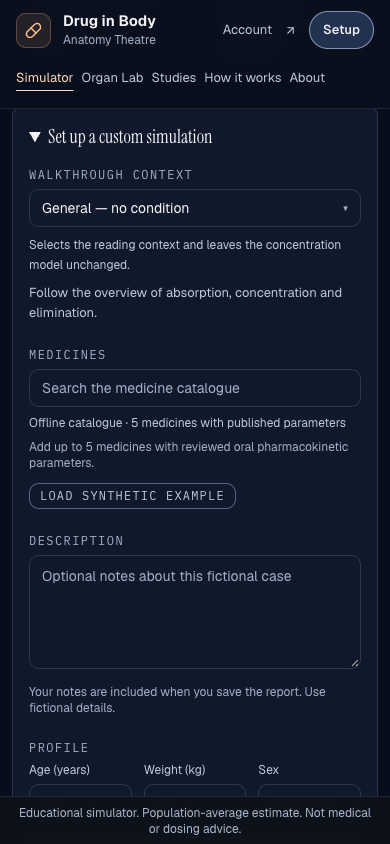 Drug in Body
Anatomy Theatre
Account ↗
Setup
Simulator Organ Lab Studies How it works About
▼ Set up a custom simulation
WALKTHROUGH CONTEXT
General — no condition
Selects the reading context and leaves the concentration
model unchanged.
Follow the overview of absorption, concentration and
elimination.
MEDICINES
Search the medicine catalogue
Offline catalogue · 5 medicines with published parameters
Add up to 5 medicines with reviewed oral pharmacokinetic
parameters.
LOAD SYNTHETIC EXAMPLE
DESCRIPTION
Optional notes about this fictional case
Your notes are included when you save the report. Use
fictional details.
PROFILE
Age (years) Weight (kg) Sex
Educational simulator. Population-average estimate. Not medical
or dosing advice.